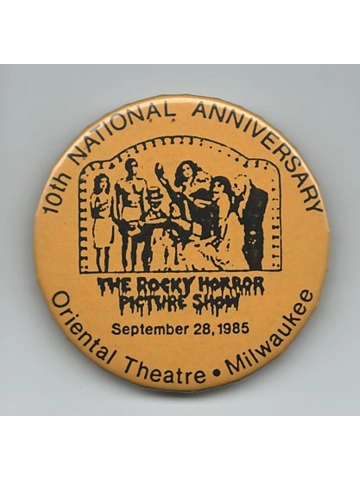 10th NATIONAL ANNIVERSARY
THE ROCKY HORROR
PICTURE SHOW
September 28, 1985
Oriental Theatre • Milwaukee